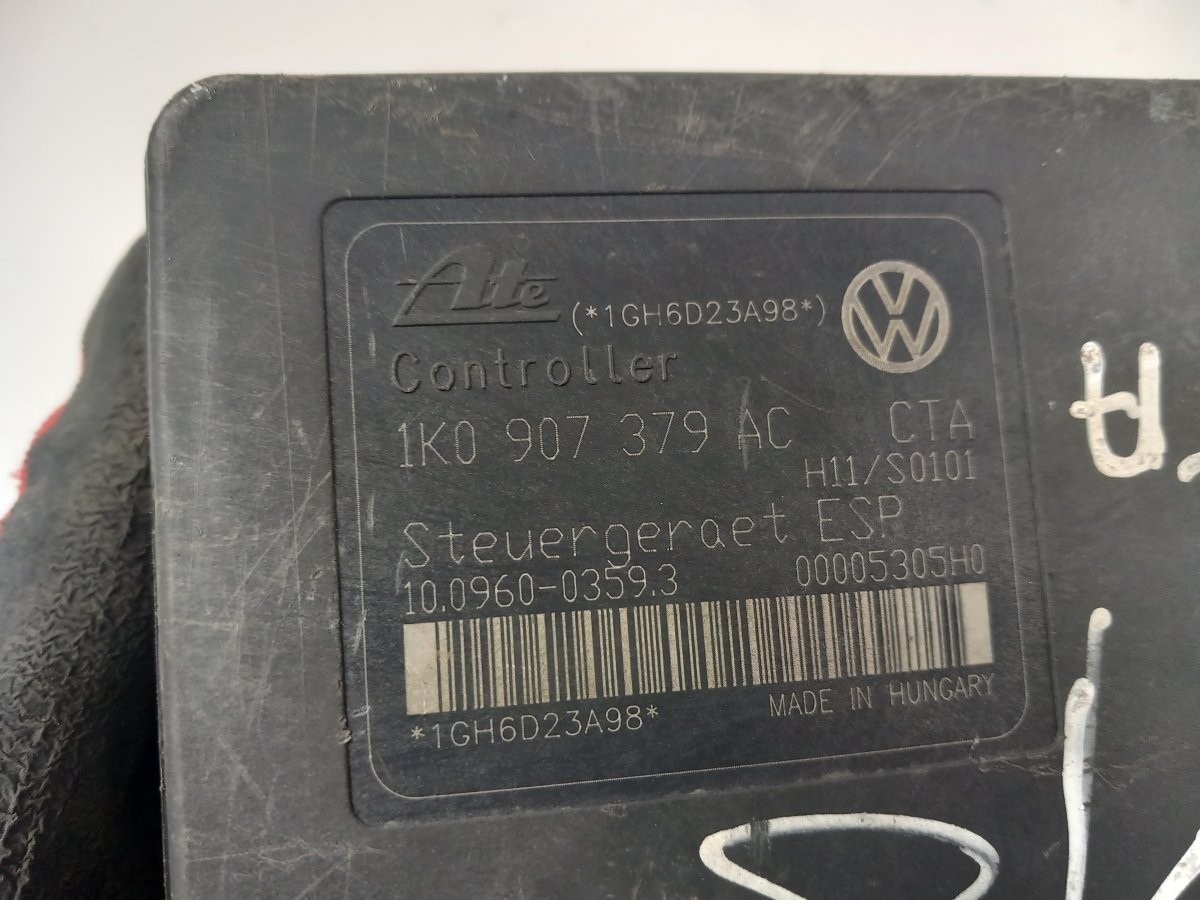 Ate (*1GH6D23A98*)
Controller
1K0 907 379 AC CTA
H11/S0101
Steuergeraet ESP
10.0960-0359.3 00005305H0
MADE IN HUNGARY
*1GH6D23A98*